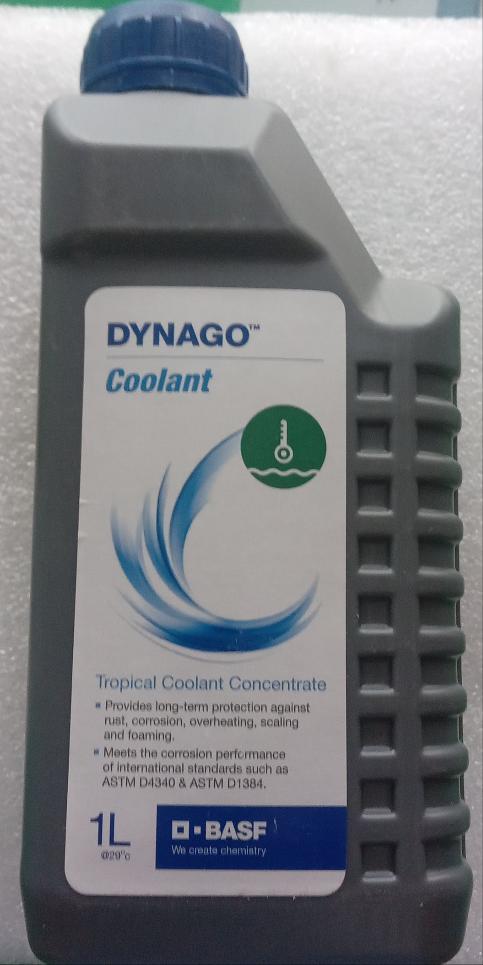 DYNAGO™
Coolant
Tropical Coolant Concentrate
▪ Provides long-term protection against
rust, corrosion, overheating, scaling
and foaming.
▪ Meets the corrosion performance
of international standards such as
ASTM D4340 & ASTM D1384.
1L
@29°c
BASF
We create chemistry